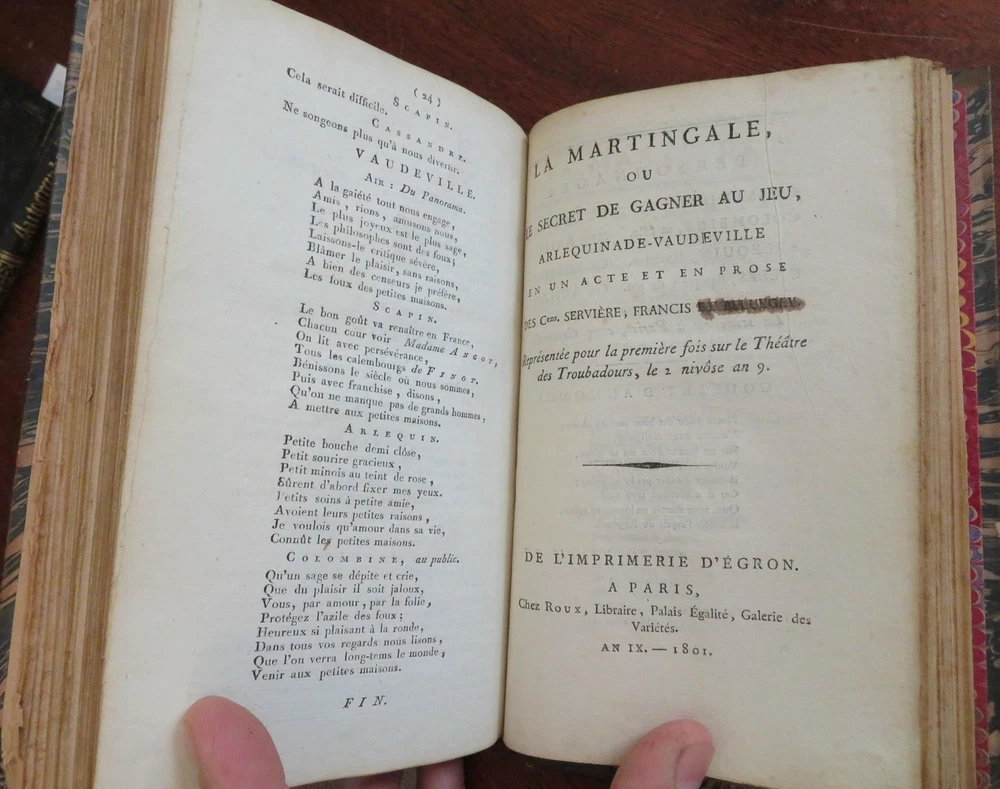 ( 24 )
SCAPIN.
Cela serait difficile.
CASSANDRE.
Ne songeons plus qu'à nous divertir.
VAUDEVILLE.
AIR : Du Panorama.
A la gaiété tout nous engage,
Amis, rions, amusons nous,
Le plus joyeux est le plus sage,
Les philosophes sont des foux ;
Laissons-le critique sévère,
Blâmer le plaisir, sans raisons,
A bien des censeurs je préfère,
Les foux des petites maisons.
SCAPIN.
Le bon goût va renaître en France,
Chacun cour voir Madame ANGOT,
On lit avec persévérance,
Tous les calembourgs de FINOT.
Bénissons le siècle où nous sommes,
Puis avec franchise, disons,
Qu'on ne manque pas de grands hommes,
A mettre aux petites maisons.
ARLEQUIN.
Petite bouche demi clôse,
Petit sourire gracieux,
Petit minois au teint de rose,
Sûrent d'abord fixer mes yeux.
Petits soins à petite amie,
Avoient leurs petites raisons,
Je voulois qu'amour dans sa vie,
Connût les petites maisons.
COLOMBINE, au public.
Qu'un sage se dépite et crie,
Que du plaisir il soit jaloux,
Vous, par amour, par la folie,
Protégez l'azile des foux ;
Heureux si plaisant à la ronde,
Dans tous vos regards nous lisons,
Que l'on verra long-tems le monde,
Venir aux petites maisons.
FIN.
LA MARTINGALE,
OU
LE SECRET DE GAGNER AU JEU,
ARLEQUINADE-VAUDEVILLE
EN UN ACTE ET EN PROSE
DES Cens. SERVIÈRE, FRANCIS
Représentée pour la première fois sur le Théâtre
des Troubadours, le 2 nivôse an 9.
DE L'IMPRIMERIE D'ÉGRON.
A PARIS,
Chez ROUX, Libraire, Palais Égalité, Galerie des
Variétés.
AN IX. — 1801.